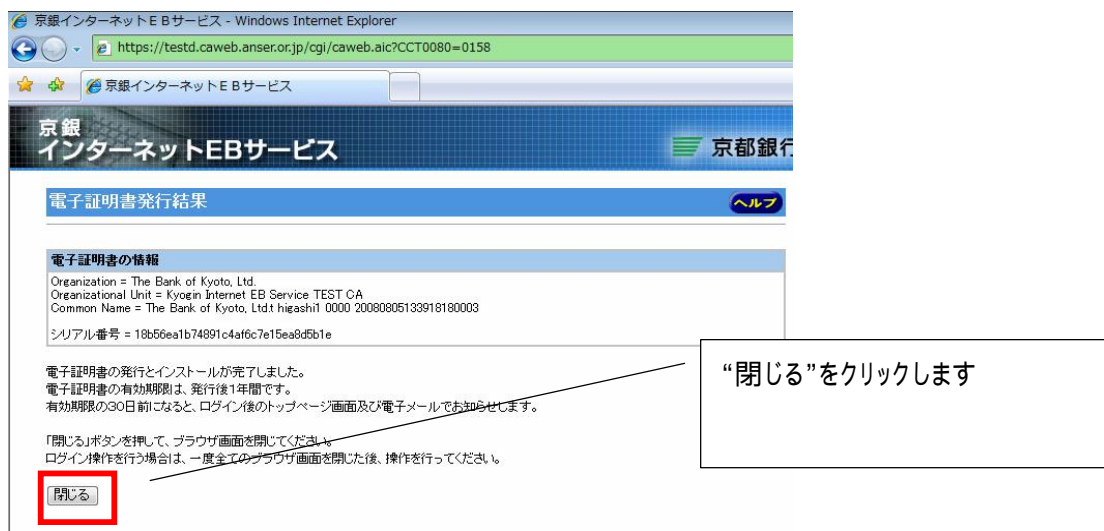 京銀インターネットＥＢサービス - Windows Internet Explorer
https://testd.caweb.anser.or.jp/cgi/caweb.aic?CCT0080=0158
京銀インターネットＥＢサービス
京銀
インターネットEBサービス
京都銀行
電子証明書発行結果
ヘルプ
電子証明書の情報
Organization = The Bank of Kyoto, Ltd.
Organizational Unit = Kyogin Internet EB Service TEST CA
Common Name = The Bank of Kyoto, Ltd.t higashi1 0000 20080805133918180003
シリアル番号 = 18b56ea1b74891c4af6c7e15ea8d5b1e
電子証明書の発行とインストールが完了しました。
電子証明書の有効期限は、発行後1年間です。
有効期限の30日前になると、ログイン後のトップページ画面及び電子メールでお知らせします。
「閉じる」ボタンを押して、ブラウザ画面を閉じてください。
ログイン操作を行う場合は、一度全てのブラウザ画面を閉じた後、操作を行ってください。
閉じる
“閉じる”をクリックします